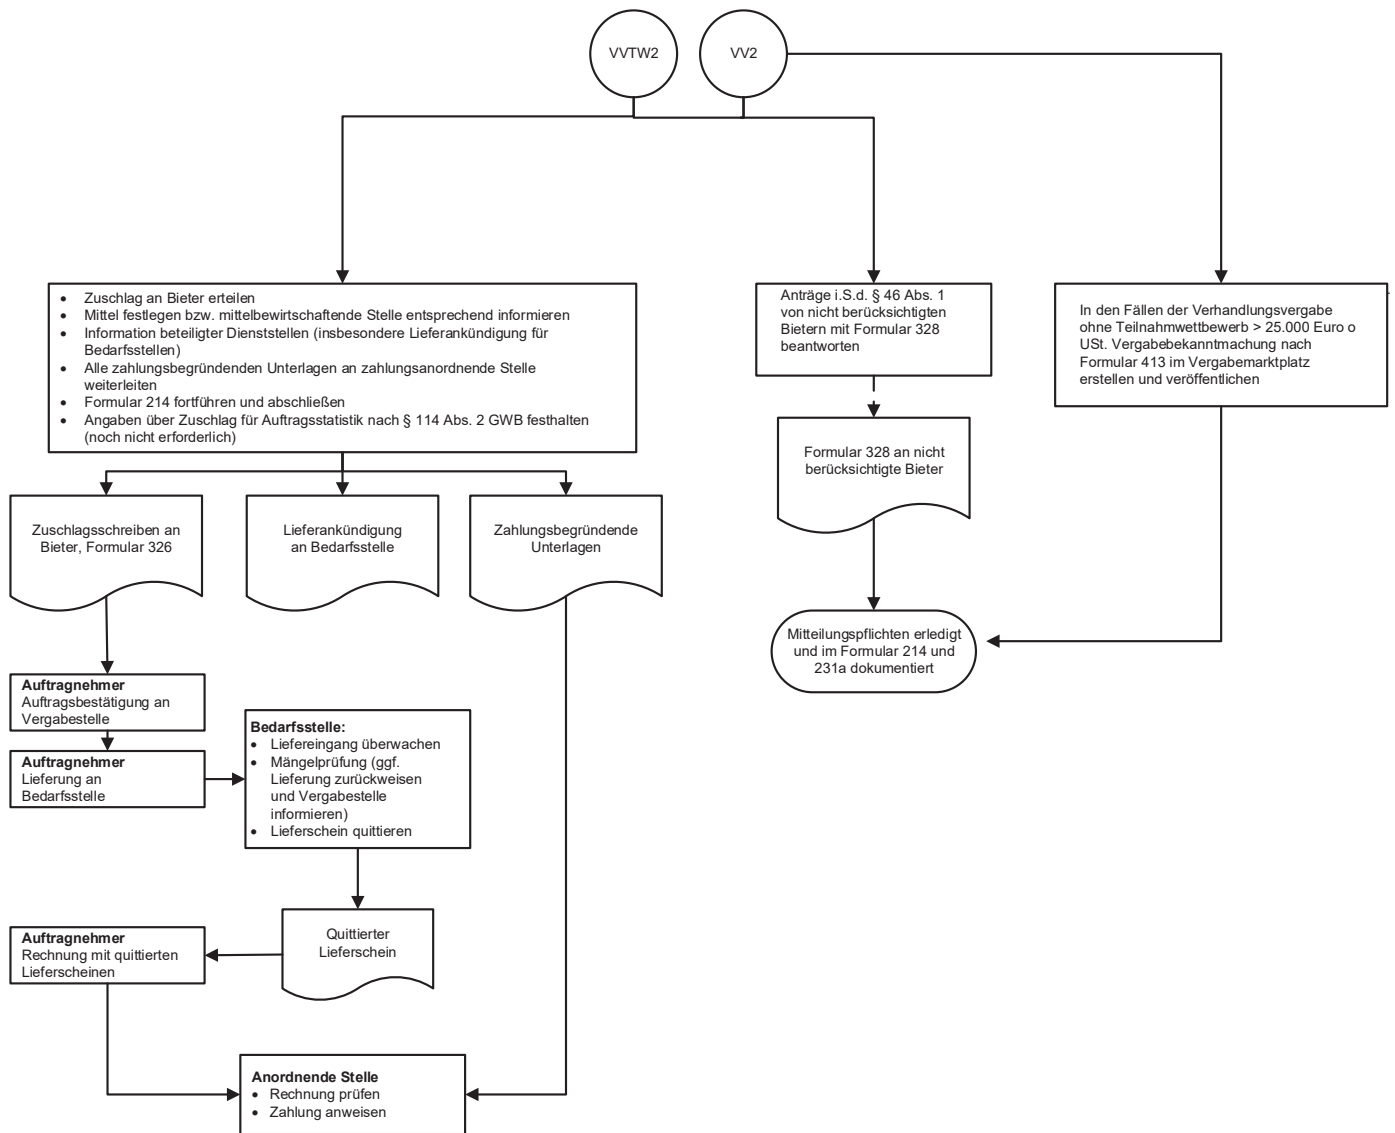 VVTW2
VV2
• Zuschlag an Bieter erteilen
• Mittel festlegen bzw. mittelbewirtschaftende Stelle entsprechend informieren
• Information beteiligter Dienststellen (insbesondere Lieferankündigung für
Bedarfsstellen)
• Alle zahlungsbegründenden Unterlagen an zahlungsanordnende Stelle
weiterleiten
• Formular 214 fortführen und abschließen
• Angaben über Zuschlag für Auftragsstatistik nach § 114 Abs. 2 GWB festhalten
(noch nicht erforderlich)
Anträge i.S.d. § 46 Abs. 1
von nicht berücksichtigten
Bietern mit Formular 328
beantworten
In den Fällen der Verhandlungsvergabe
ohne Teilnahmwettbewerb > 25.000 Euro o
USt. Vergabebekanntmachung nach
Formular 413 im Vergabemarktplatz
erstellen und veröffentlichen
Formular 328 an nicht
berücksichtigte Bieter
Zuschlagsschreiben an
Bieter, Formular 326
Lieferankündigung
an Bedarfsstelle
Zahlungsbegründende
Unterlagen
Mitteilungspflichten erledigt
und im Formular 214 und
231a dokumentiert
Auftragnehmer
Auftragsbestätigung an
Vergabestelle
Auftragnehmer
Lieferung an
Bedarfsstelle
Bedarfsstelle:
• Liefereingang überwachen
• Mängelprüfung (ggf.
Lieferung zurückweisen
und Vergabestelle
informieren)
• Lieferschein quittieren
Quittierter
Lieferschein
Auftragnehmer
Rechnung mit quittierten
Lieferscheinen
Anordnende Stelle
• Rechnung prüfen
• Zahlung anweisen